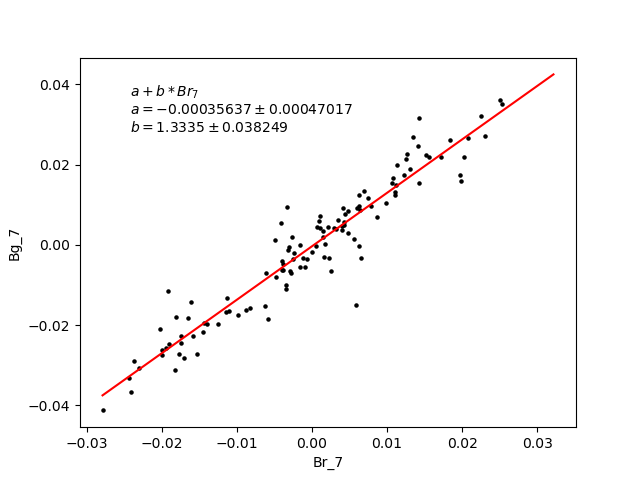 0.04
0.02
0.00
−0.02
−0.04
Bg_7
a + b * Br₇
a = −0.00035637 ± 0.00047017
b = 1.3335 ± 0.038249
−0.03 −0.02 −0.01 0.00 0.01 0.02 0.03
Br_7